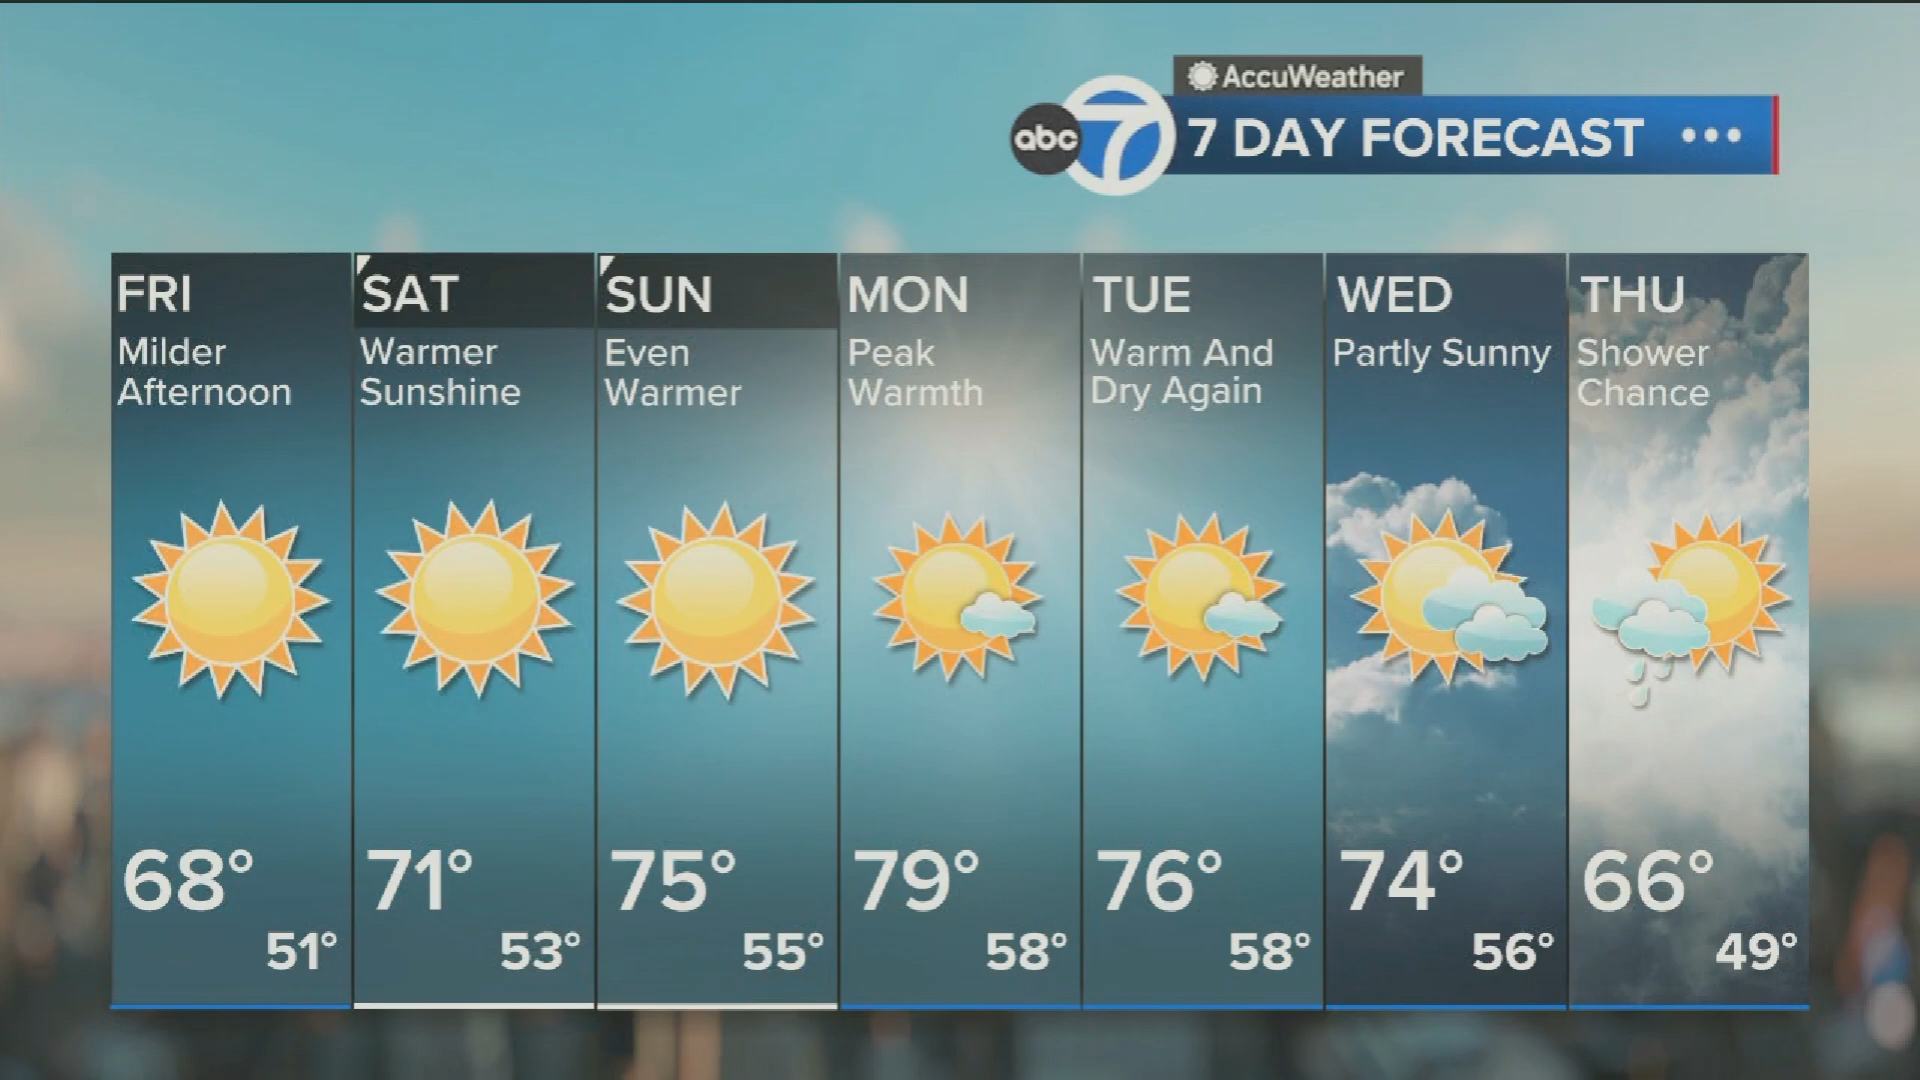 AccuWeather
abc 7
7 DAY FORECAST
FRI
Milder
Afternoon
68°
51°
SAT
Warmer
Sunshine
71°
53°
SUN
Even
Warmer
75°
55°
MON
Peak
Warmth
79°
58°
TUE
Warm And
Dry Again
76°
58°
WED
Partly Sunny
74°
56°
THU
Shower
Chance
66°
49°